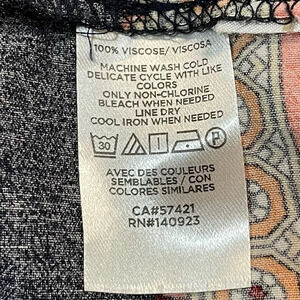 100% VISCOSE/ VISCOSA
MACHINE WASH COLD
DELICATE CYCLE WITH LIKE
COLORS
ONLY NON-CHLORINE
BLEACH WHEN NEEDED
LINE DRY
COOL IRON WHEN NEEDED
30 P
AVEC DES COULEURS
SEMBLABLES / CON
COLORES SIMILARES
CA#57421
RN#140923